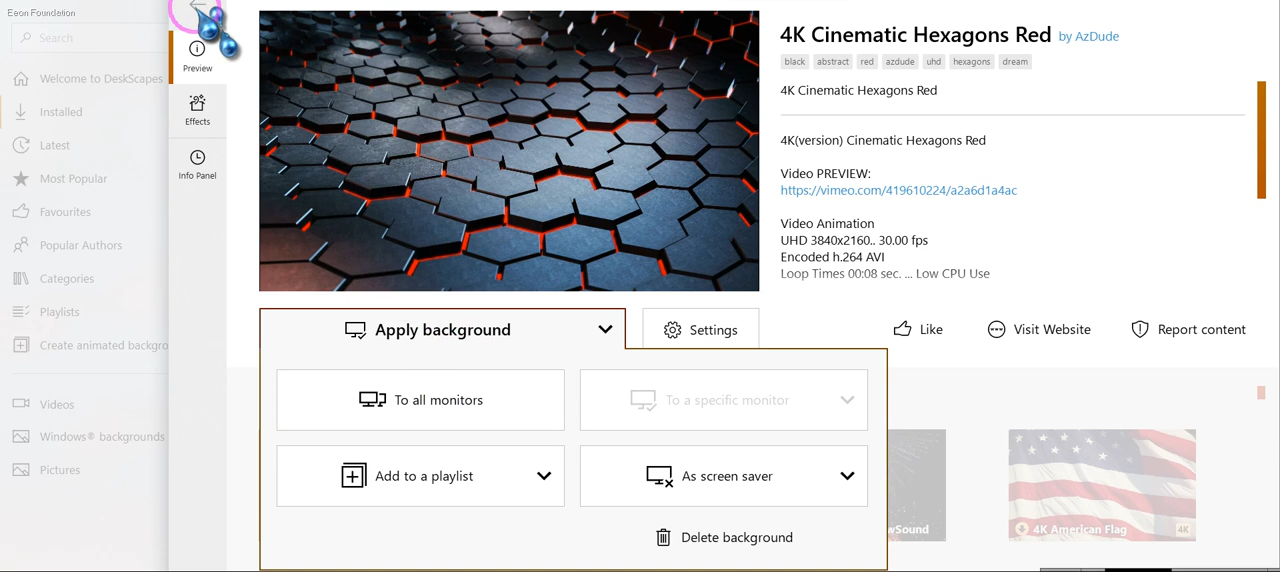 Eeon Foundation
Search
Welcome to DeskScapes
Installed
Latest
Most Popular
Favourites
Popular Authors
Categories
Playlists
Create animated backgro
Videos
Windows® backgrounds
Pictures
Preview
Effects
Info Panel
4K Cinematic Hexagons Red by AzDude
black abstract red azdude uhd hexagons dream
4K Cinematic Hexagons Red
4K(version) Cinematic Hexagons Red
Video PREVIEW:
https://vimeo.com/419610224/a2a6d1a4ac
Video Animation
UHD 3840x2160.. 30.00 fps
Encoded h.264 AVI
Loop Times 00:08 sec. ... Low CPU Use
Apply background
Settings
Like
Visit Website
Report content
To all monitors
To a specific monitor
Add to a playlist
As screen saver
Delete background
wSound
4K American Flag
4K